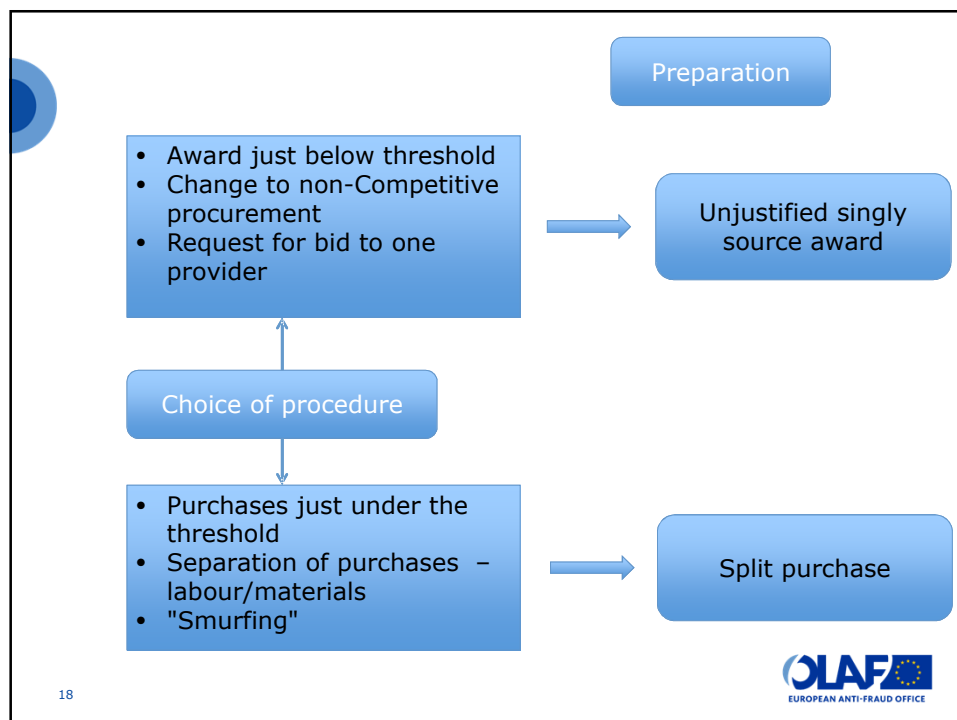 Preparation
• Award just below threshold
• Change to non-Competitive
procurement
• Request for bid to one
provider
Unjustified singly
source award
Choice of procedure
• Purchases just under the
threshold
• Separation of purchases –
labour/materials
• "Smurfing"
Split purchase
18
OLAF
EUROPEAN ANTI-FRAUD OFFICE